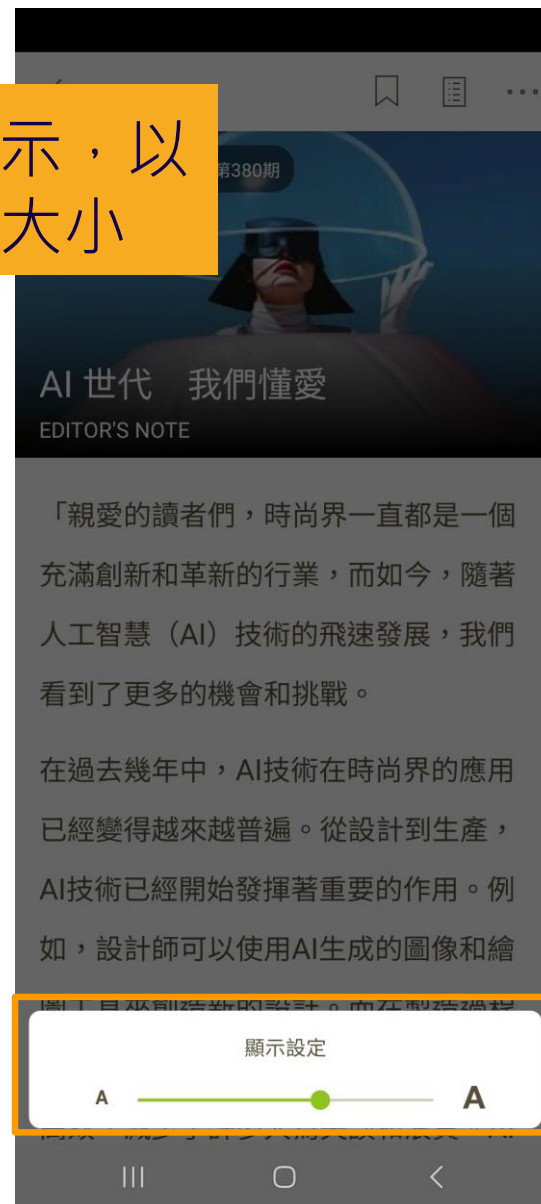 示，以
大小
第380期
AI 世代　我們懂愛
EDITOR'S NOTE
「親愛的讀者們，時尚界一直都是一個
充滿創新和革新的行業，而如今，隨著
人工智慧（AI）技術的飛速發展，我們
看到了更多的機會和挑戰。
在過去幾年中，AI技術在時尚界的應用
已經變得越來越普遍。從設計到生產，
AI技術已經開始發揮著重要的作用。例
如，設計師可以使用AI生成的圖像和繪
顯示設定
A A